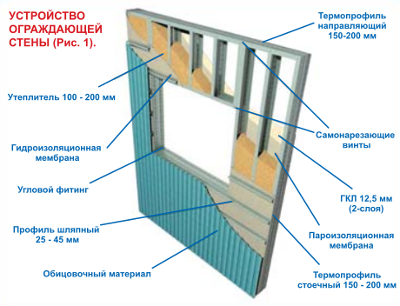 УСТРОЙСТВО
ОГРАЖДАЮЩЕЙ
СТЕНЫ (Рис. 1).
Термопрофиль
направляющий
150-200 мм
Утеплитель 100 - 200 мм
Самонарезающие
винты
Гидроизоляционная
мембрана
Угловой фитинг
ГКЛ 12,5 мм
(2-слоя)
Профиль шляпный
25 - 45 мм
Пароизоляционная
мембрана
Обицовочный материал
Термопрофиль
стоечный 150 - 200 мм